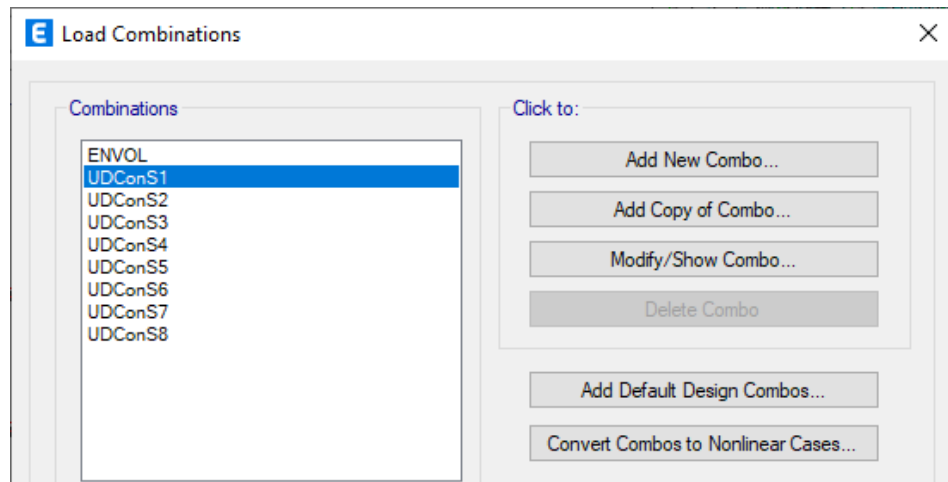 E Load Combinations
Combinations
ENVOL
UDConS1
UDConS2
UDConS3
UDConS4
UDConS5
UDConS6
UDConS7
UDConS8
Click to:
Add New Combo...
Add Copy of Combo...
Modify/Show Combo...
Delete Combo
Add Default Design Combos...
Convert Combos to Nonlinear Cases...